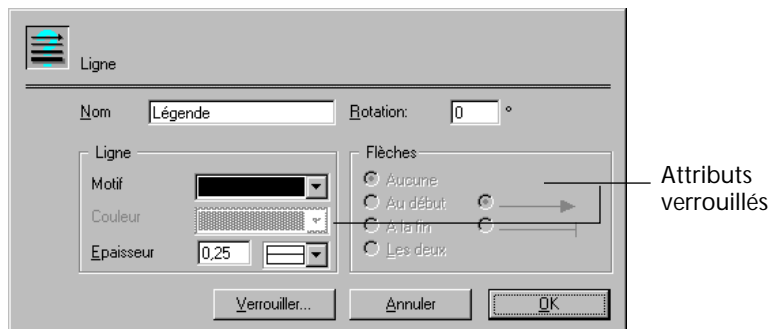 Ligne
Nom Légende Rotation: 0 °
Ligne
Motif
Couleur
Epaisseur 0,25
Flèches
Aucune
Au début
A la fin
Les deux
Attributs
verrouillés
Verrouiller... Annuler OK